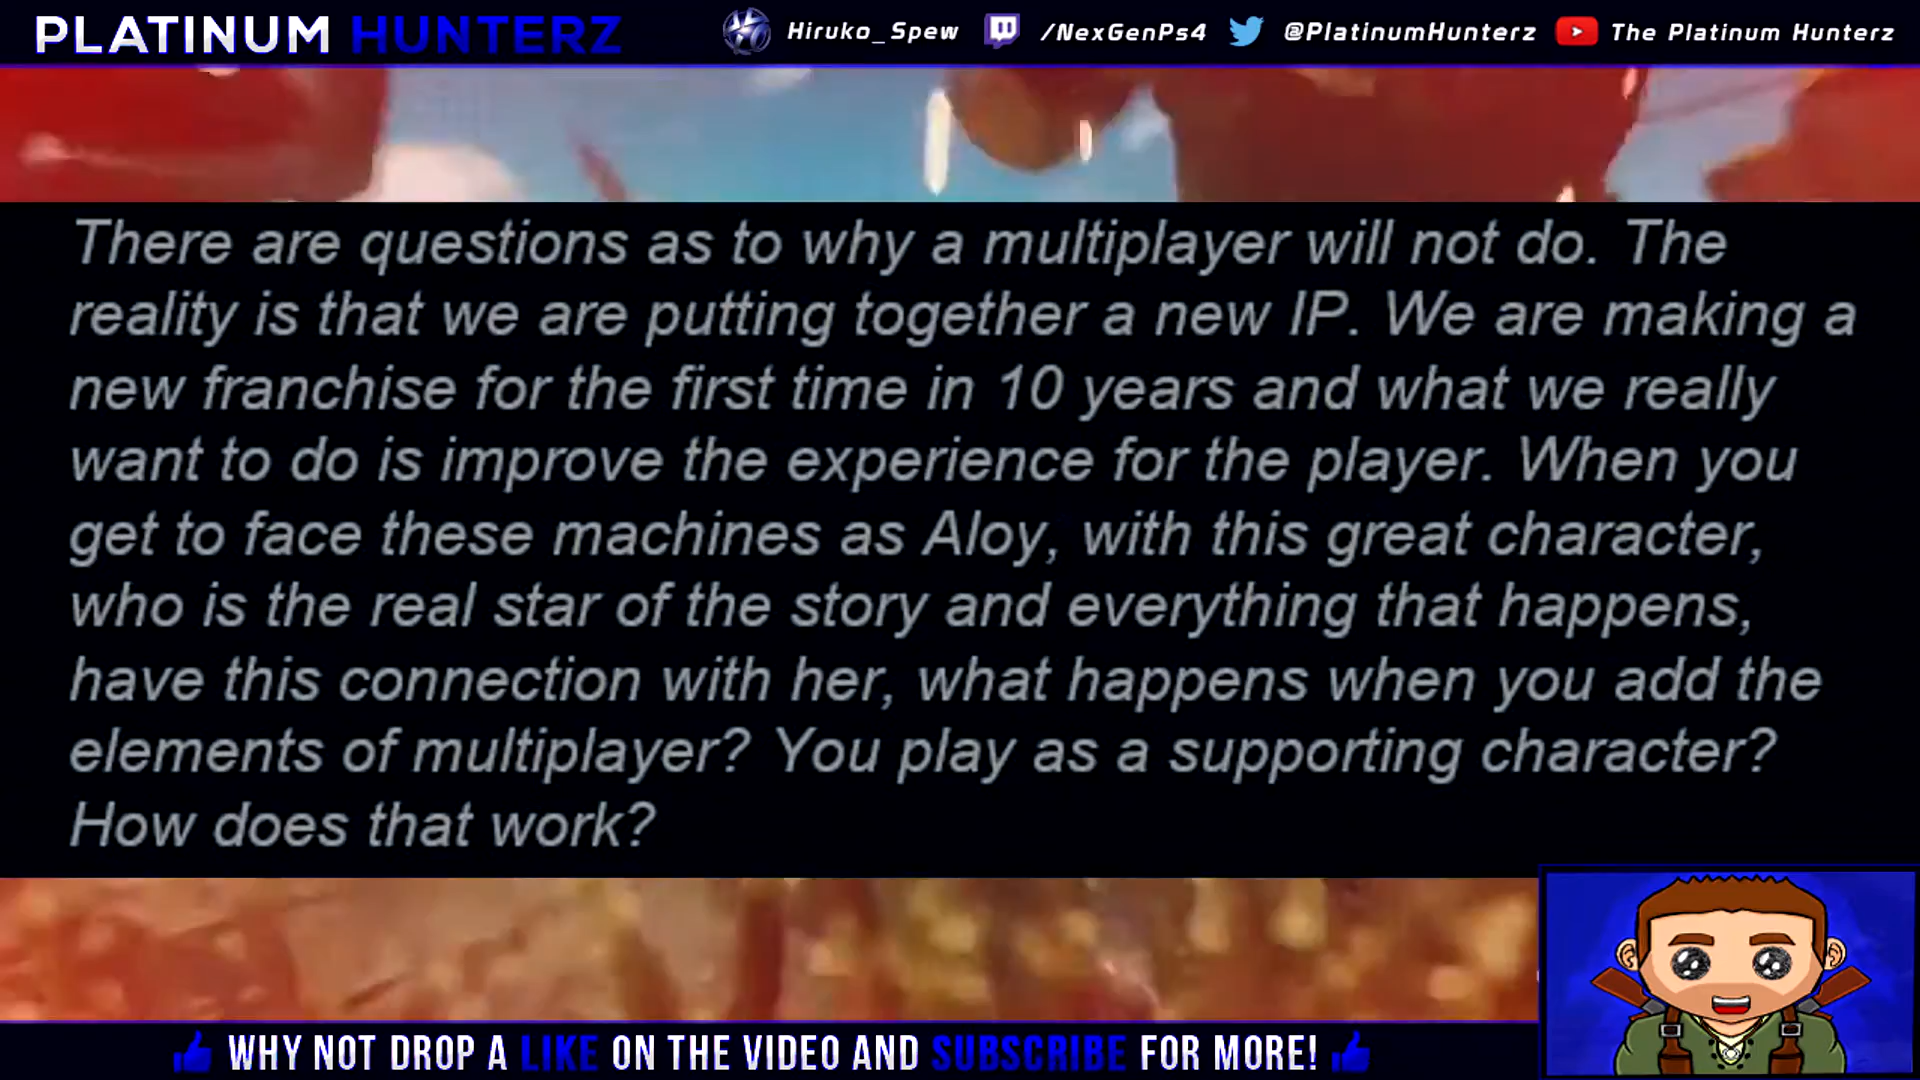 PLATINUM HUNTERZ Hiruko_Spew /NexGenPs4 @PlatinumHunterz The Platinum Hunterz
There are questions as to why a multiplayer will not do. The
reality is that we are putting together a new IP. We are making a
new franchise for the first time in 10 years and what we really
want to do is improve the experience for the player. When you
get to face these machines as Aloy, with this great character,
who is the real star of the story and everything that happens,
have this connection with her, what happens when you add the
elements of multiplayer? You play as a supporting character?
How does that work?
WHY NOT DROP A LIKE ON THE VIDEO AND SUBSCRIBE FOR MORE!